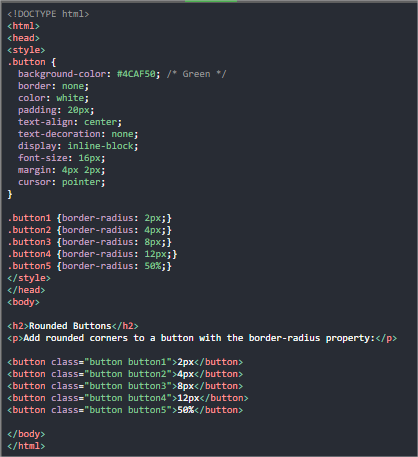 <!DOCTYPE html>
<html>
<head>
<style>
.button {
  background-color: #4CAF50; /* Green */
  border: none;
  color: white;
  padding: 20px;
  text-align: center;
  text-decoration: none;
  display: inline-block;
  font-size: 16px;
  margin: 4px 2px;
  cursor: pointer;
}

.button1 {border-radius: 2px;}
.button2 {border-radius: 4px;}
.button3 {border-radius: 8px;}
.button4 {border-radius: 12px;}
.button5 {border-radius: 50%;}
</style>
</head>
<body>

<h2>Rounded Buttons</h2>
<p>Add rounded corners to a button with the border-radius property:</p>

<button class="button button1">2px</button>
<button class="button button2">4px</button>
<button class="button button3">8px</button>
<button class="button button4">12px</button>
<button class="button button5">50%</button>

</body>
</html>